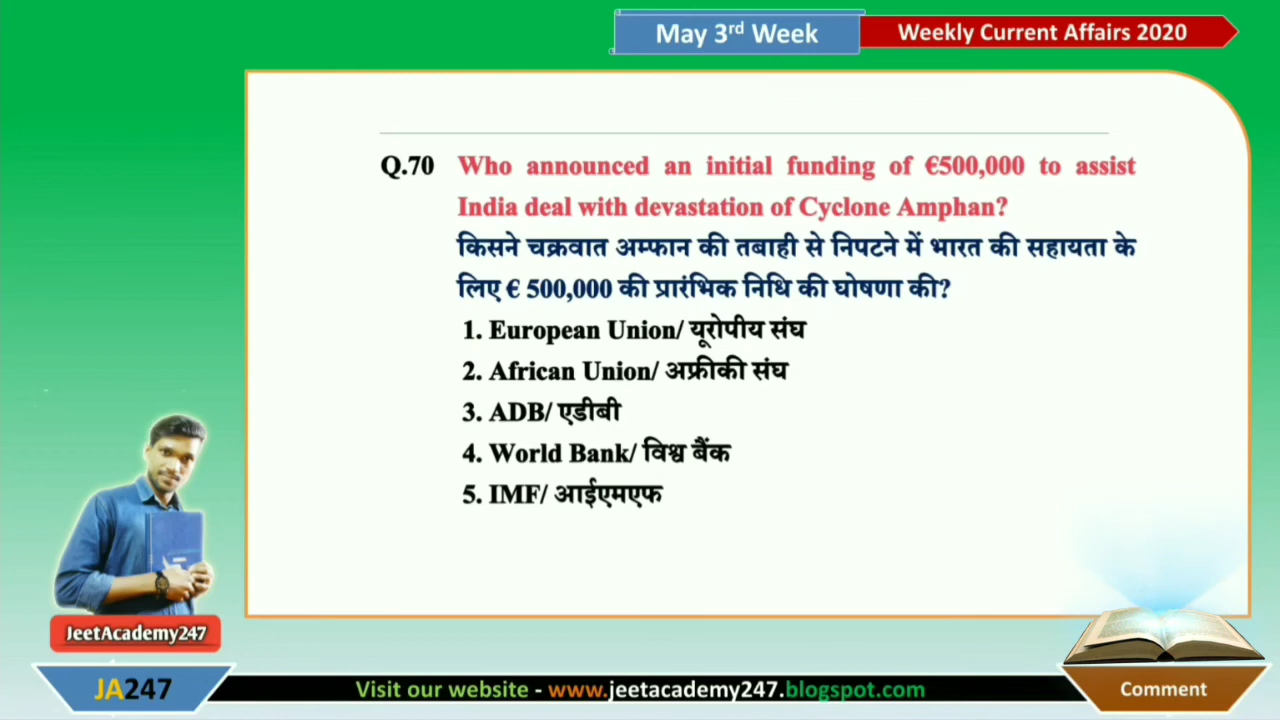 May 3rd Week
Weekly Current Affairs 2020
Q.70 Who announced an initial funding of €500,000 to assist
India deal with devastation of Cyclone Amphan?
किसने चक्रवात अम्फान की तबाही से निपटने में भारत की सहायता के
लिए € 500,000 की प्रारंभिक निधि की घोषणा की?
1. European Union/ यूरोपीय संघ
2. African Union/ अफ्रीकी संघ
3. ADB/ एडीबी
4. World Bank/ विश्व बैंक
5. IMF/ आईएमएफ
JeetAcademy247
JA247
Visit our website - www.jeetacademy247.blogspot.com
Comment